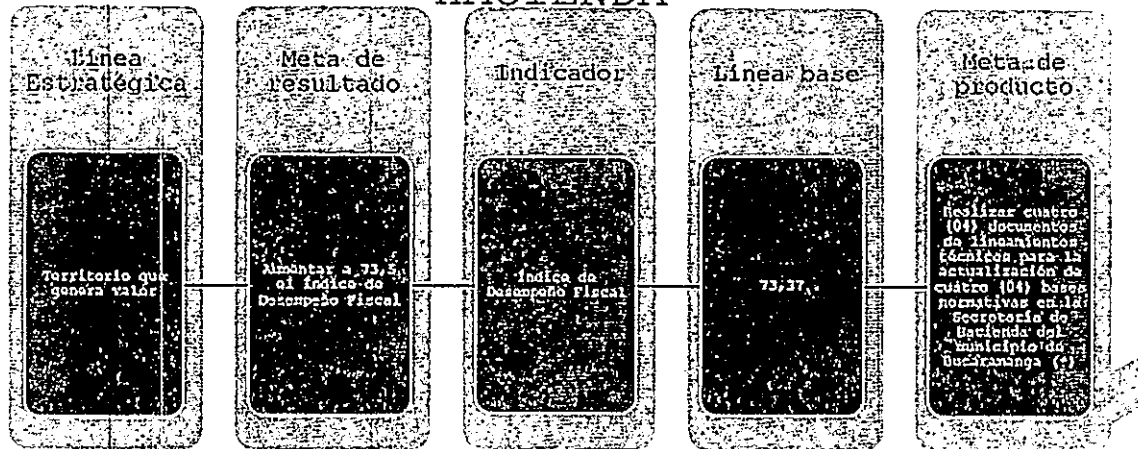 HACIENDA
Línea
Estratégica
Meta de
resultado
Indicador
Línea base
Meta de
producto
Territorio que
genera valor
Aumentar a 73,5
el Índice de
Desempeño Fiscal
Índice de
Desempeño Fiscal
73,37
Realizar cuatro
(04) documentos
de lineamientos
técnicos para la
actualización de
cuatro (04) bases
normativas en la
Secretaría de
Hacienda del
municipio de
Bucaramanga (*)